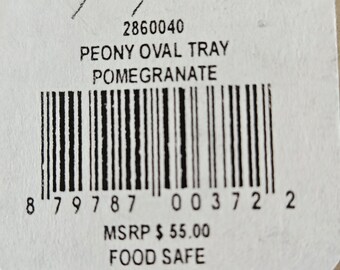 2860040
PEONY OVAL TRAY
POMEGRANATE
8 79787 00372 2
MSRP $ 55.00
FOOD SAFE